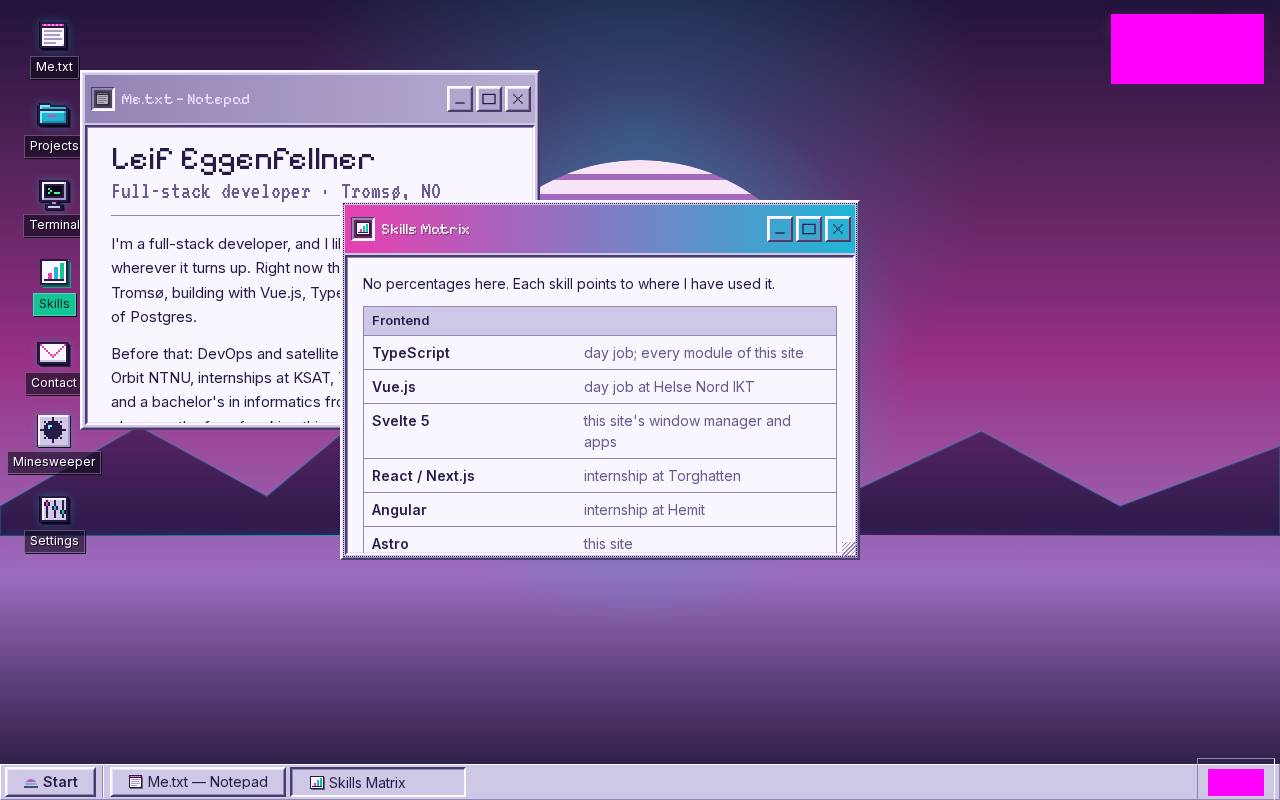 Me.txt
Projects
Terminal
Skills
Contact
Minesweeper
Settings
Me.txt - Notepad
Leif Eggenfellner
Full-stack developer · Tromsø, NO
I'm a full-stack developer, and I
wherever it turns up. Right now
Tromsø, building with Vue.js,
of Postgres.
Before that: DevOps and satellite
Orbit NTNU, internships at KSAT,
and a bachelor's in informatics
Skills Matrix
No percentages here. Each skill points to where I have used it.
Frontend
TypeScript day job; every module of this site
Vue.js day job at Helse Nord IKT
Svelte 5 this site's window manager and
apps
React / Next.js internship at Torghatten
Angular internship at Hemit
Astro this site
Start
Me.txt — Notepad
Skills Matrix